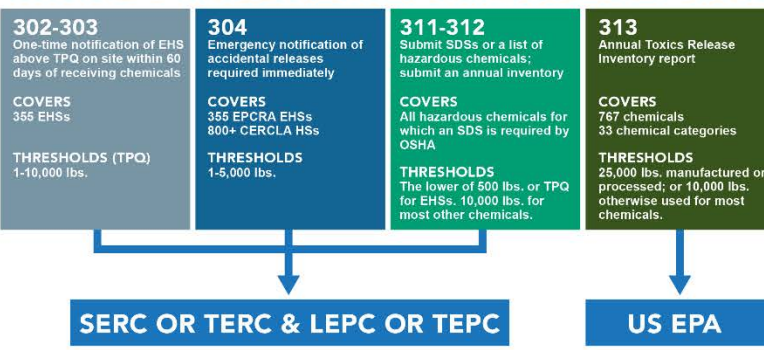 302-303
One-time notification of EHS
above TPQ on site within 60
days of receiving chemicals
COVERS
355 EHSs
THRESHOLDS (TPQ)
1-10,000 lbs.
304
Emergency notification of
accidental releases
required immediately
COVERS
355 EPCRA EHSs
800+ CERCLA HSs
THRESHOLDS
1-5,000 lbs.
311-312
Submit SDSs or a list of
hazardous chemicals;
submit an annual inventory
COVERS
All hazardous chemicals for
which an SDS is required by
OSHA
THRESHOLDS
The lower of 500 lbs. or TPQ
for EHSs. 10,000 lbs. for
most other chemicals.
313
Annual Toxics Release
Inventory report
COVERS
767 chemicals
33 chemical categories
THRESHOLDS
25,000 lbs. manufactured or
processed; or 10,000 lbs.
otherwise used for most
chemicals.
SERC OR TERC & LEPC OR TEPC
US EPA